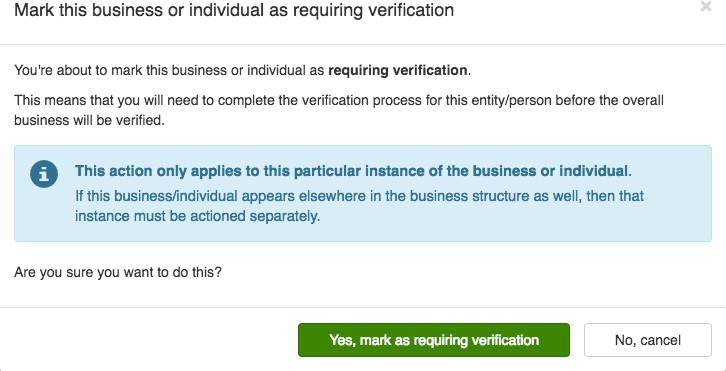 Mark this business or individual as requiring verification
You're about to mark this business or individual as requiring verification.
This means that you will need to complete the verification process for this entity/person before the overall
business will be verified.
This action only applies to this particular instance of the business or individual.
If this business/individual appears elsewhere in the business structure as well, then that
instance must be actioned separately.
Are you sure you want to do this?
Yes, mark as requiring verification
No, cancel